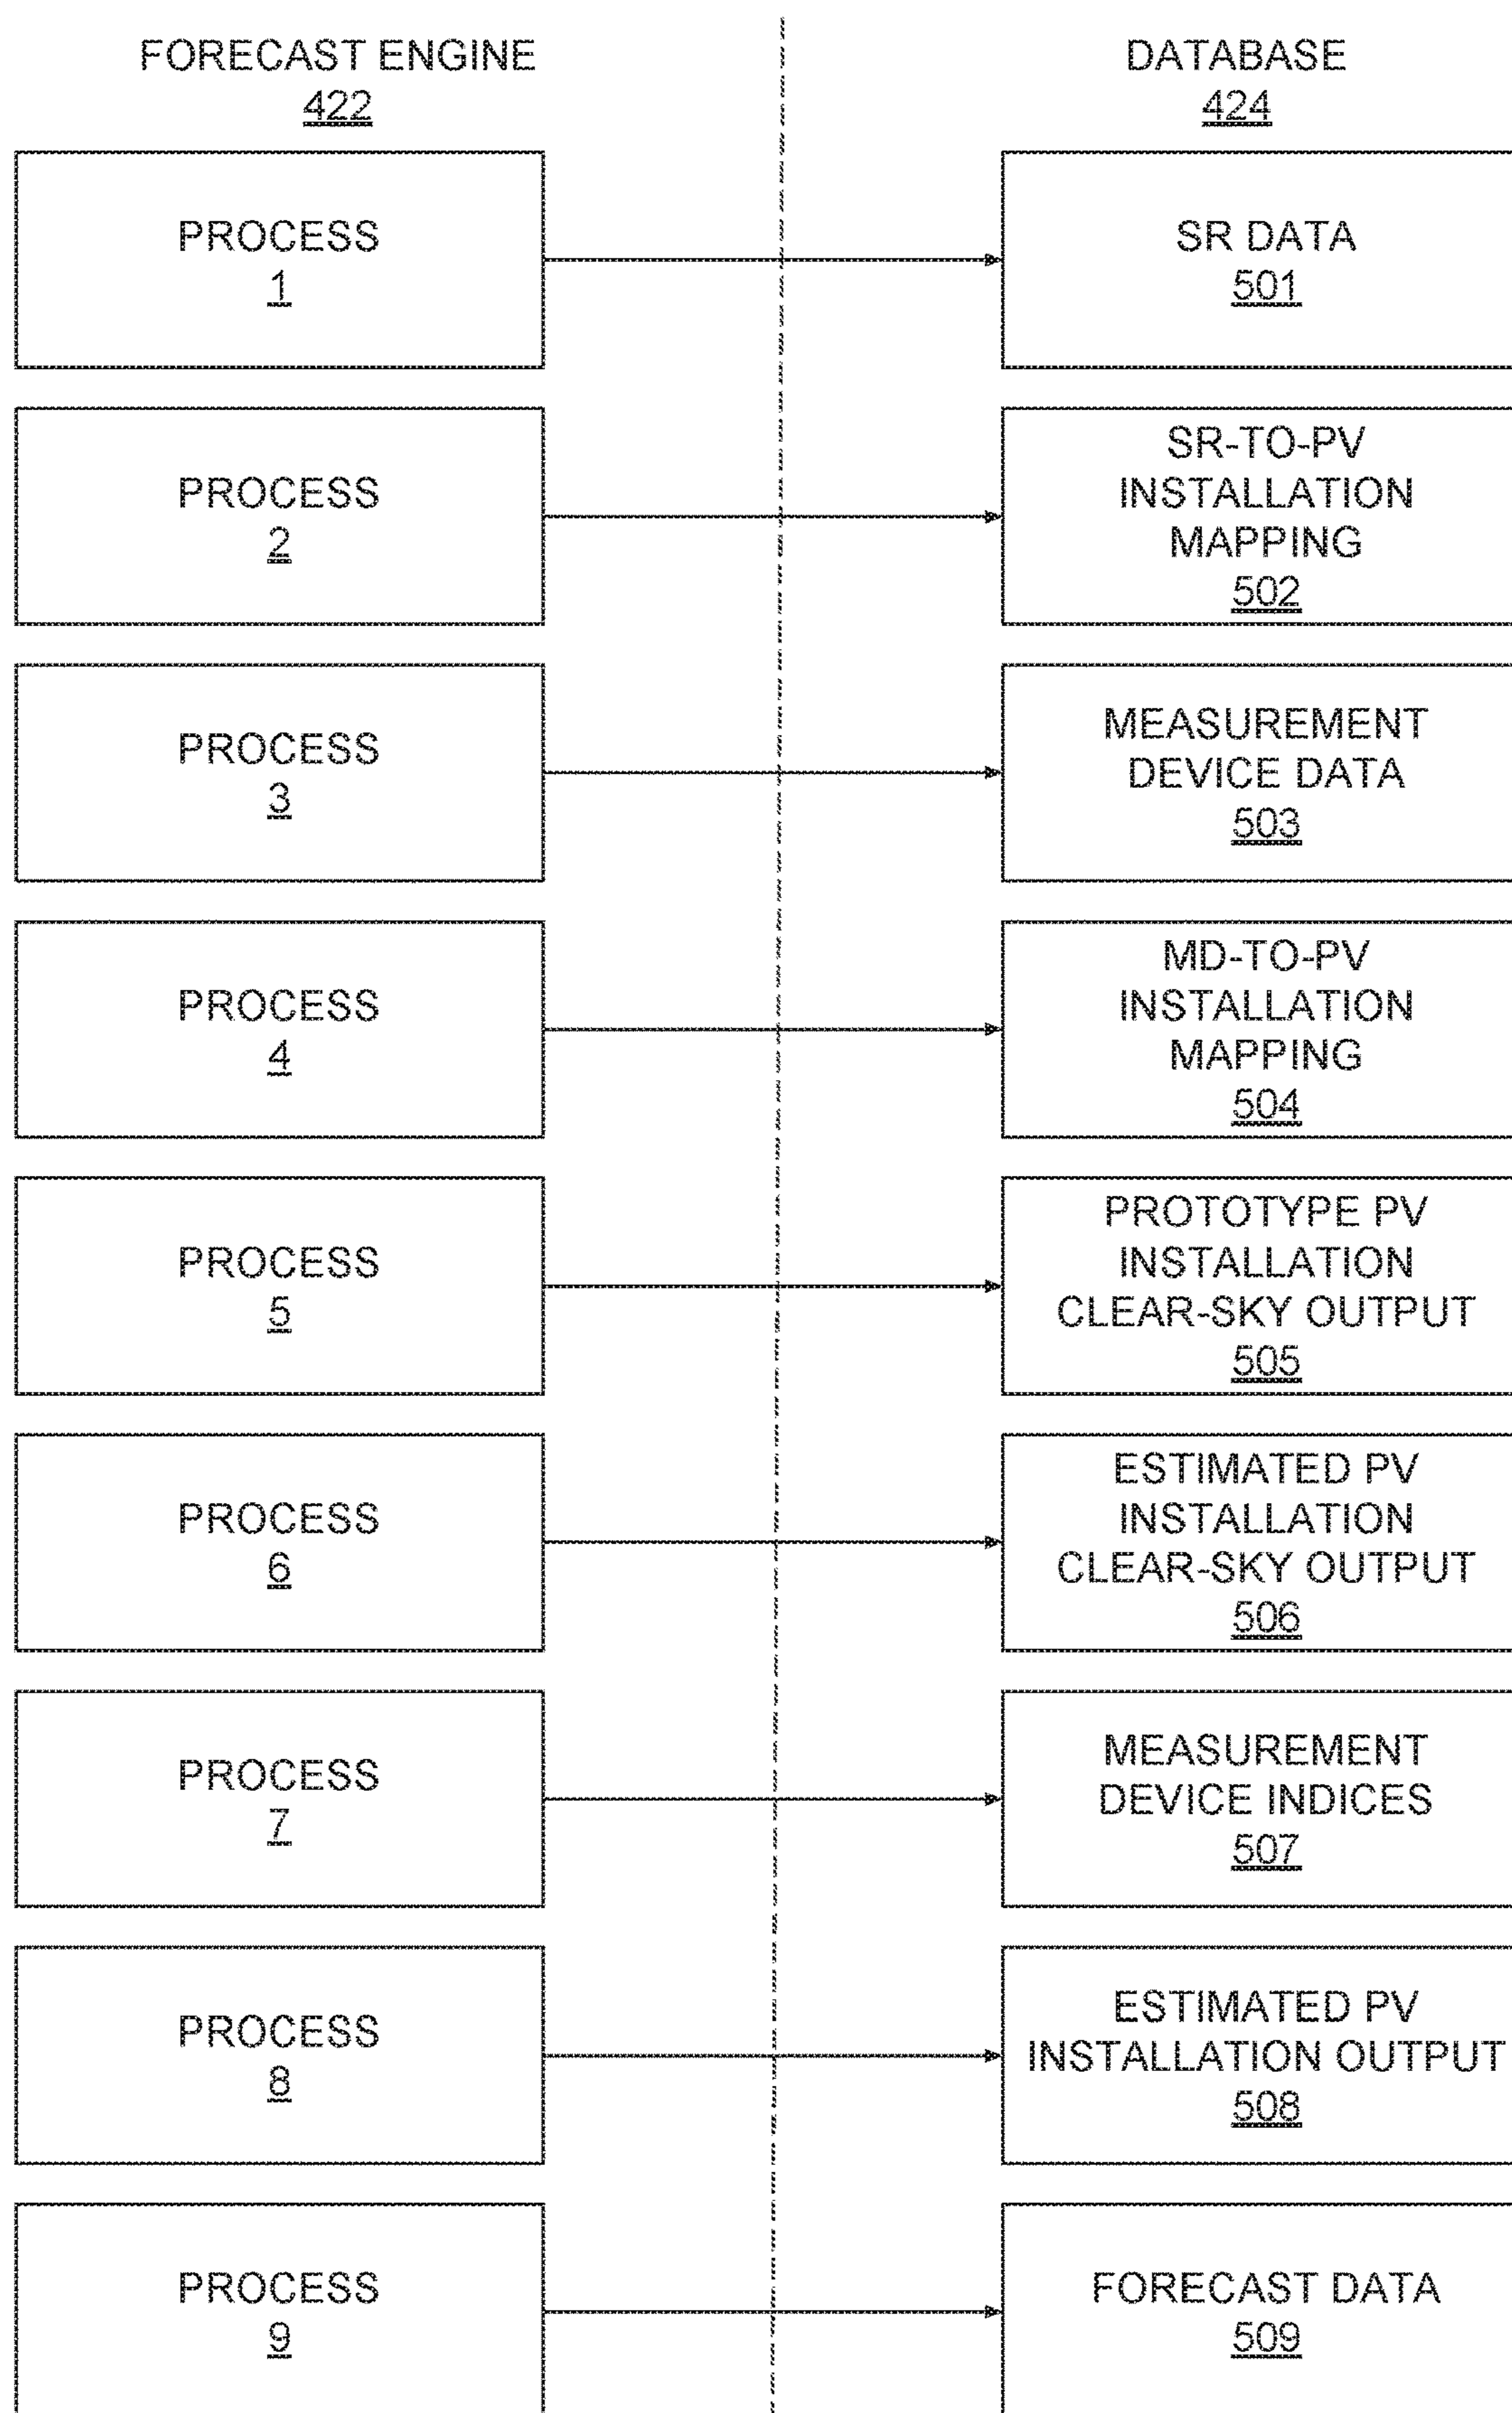 FORECAST ENGINE
422
DATABASE
424
PROCESS
1
SR DATA
501
PROCESS
2
SR-TO-PV
INSTALLATION
MAPPING
502
PROCESS
3
MEASUREMENT
DEVICE DATA
503
PROCESS
4
MD-TO-PV
INSTALLATION
MAPPING
504
PROCESS
5
PROTOTYPE PV
INSTALLATION
CLEAR-SKY OUTPUT
505
PROCESS
6
ESTIMATED PV
INSTALLATION
CLEAR-SKY OUTPUT
506
PROCESS
7
MEASUREMENT
DEVICE INDICES
507
PROCESS
8
ESTIMATED PV
INSTALLATION OUTPUT
508
PROCESS
9
FORECAST DATA
509